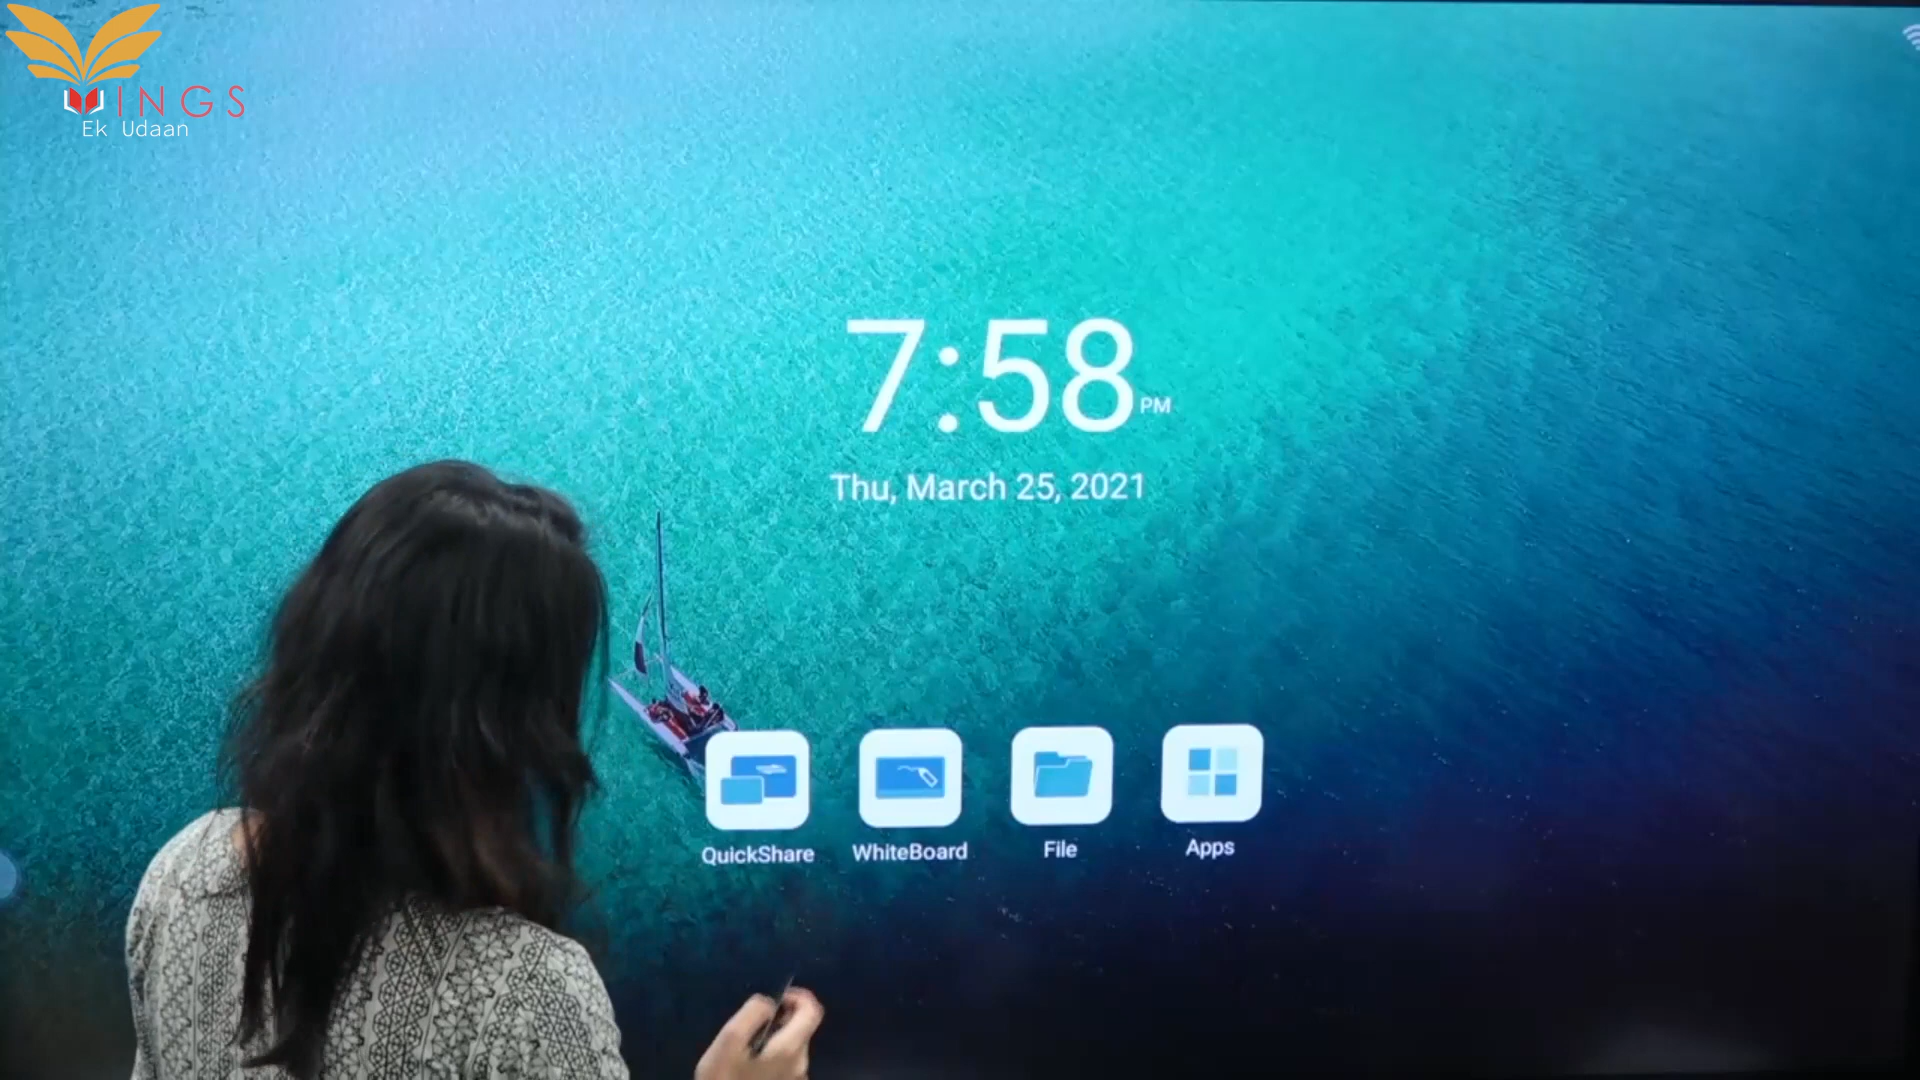 WINGS
Ek Udaan
7:58 PM
Thu, March 25, 2021
QuickShare
WhiteBoard
File
Apps